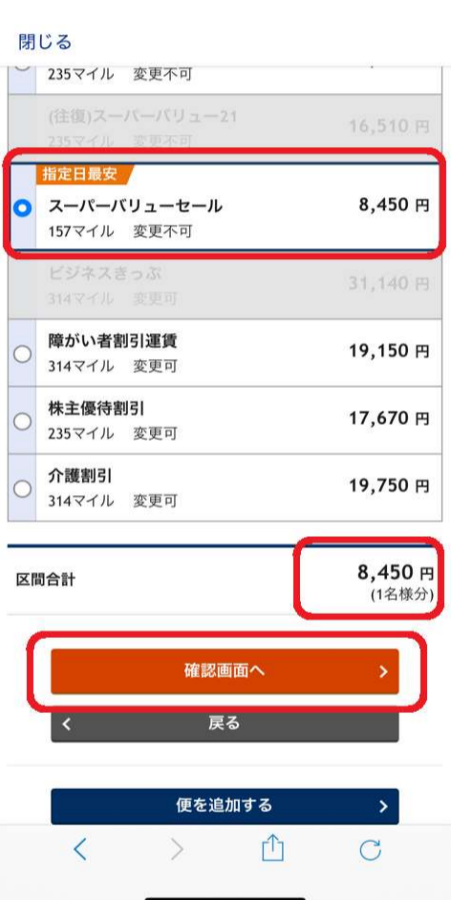 閉じる
235マイル 変更不可
(往復)スーパーバリュー21
16,510 円
235マイル 変更不可
指定日最安
スーパーバリューセール
8,450 円
157マイル 変更不可
ビジネスきっぷ
31,140 円
314マイル 変更可
障がい者割引運賃
19,150 円
314マイル 変更可
株主優待割引
17,670 円
235マイル 変更可
介護割引
19,750 円
314マイル 変更可
区間合計
8,450 円
(1名様分)
確認画面へ
戻る
便を追加する